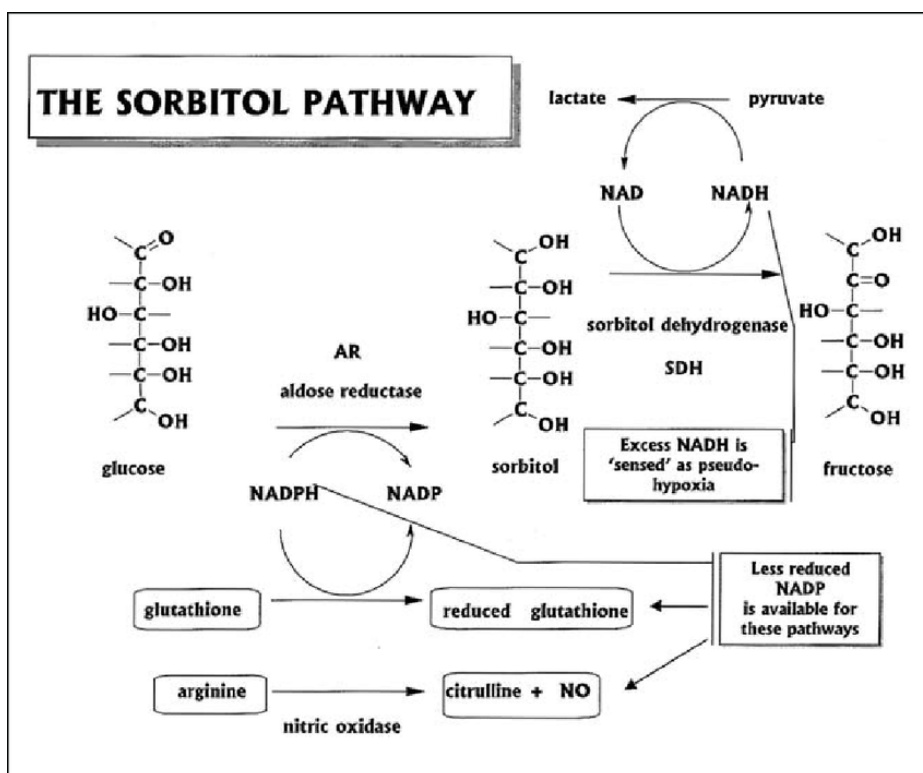 THE SORBITOL PATHWAY
lactate
pyruvate
NAD
NADH
C
O
C-OH
HO-C
C-OH
C-OH
C
OH
glucose
AR
aldose reductase
NADPH
NADP
C
OH
C-OH
HO-C
C-OH
C-OH
C
OH
sorbitol
sorbitol dehydrogenase
SDH
Excess NADH is
‘sensed’ as pseudo-
hypoxia
C
OH
C=O
HO-C
C-OH
C-OH
C
OH
fructose
glutathione
reduced glutathione
Less reduced
NADP
is available for
these pathways
arginine
citrulline + NO
nitric oxidase